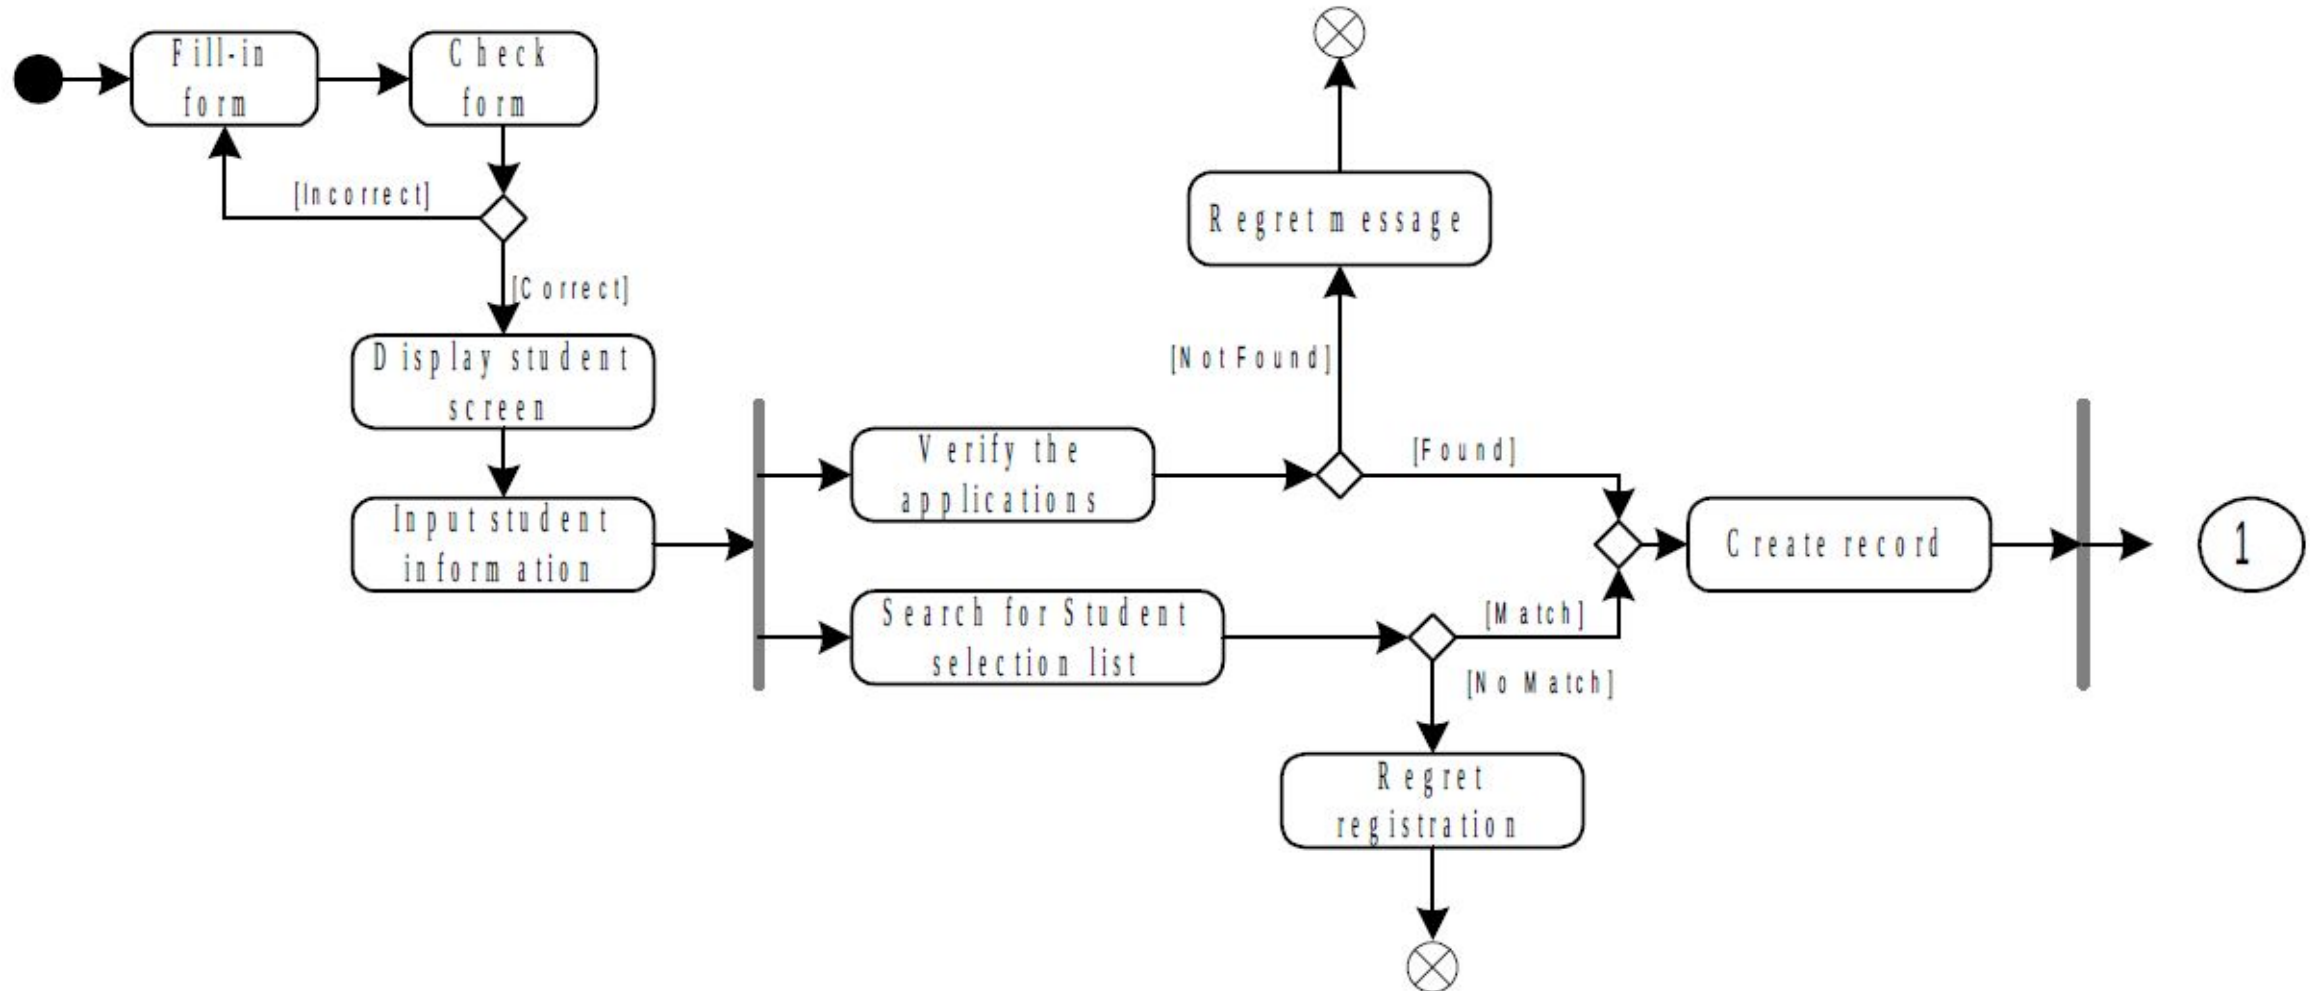 Fill-in
form
Check
form
[Incorrect]
[Correct]
Display student
screen
Input student
information
Verify the
applications
Search for Student
selection list
[Not Found]
Regret message
[Found]
[Match]
[No Match]
Regret
registration
Create record
1